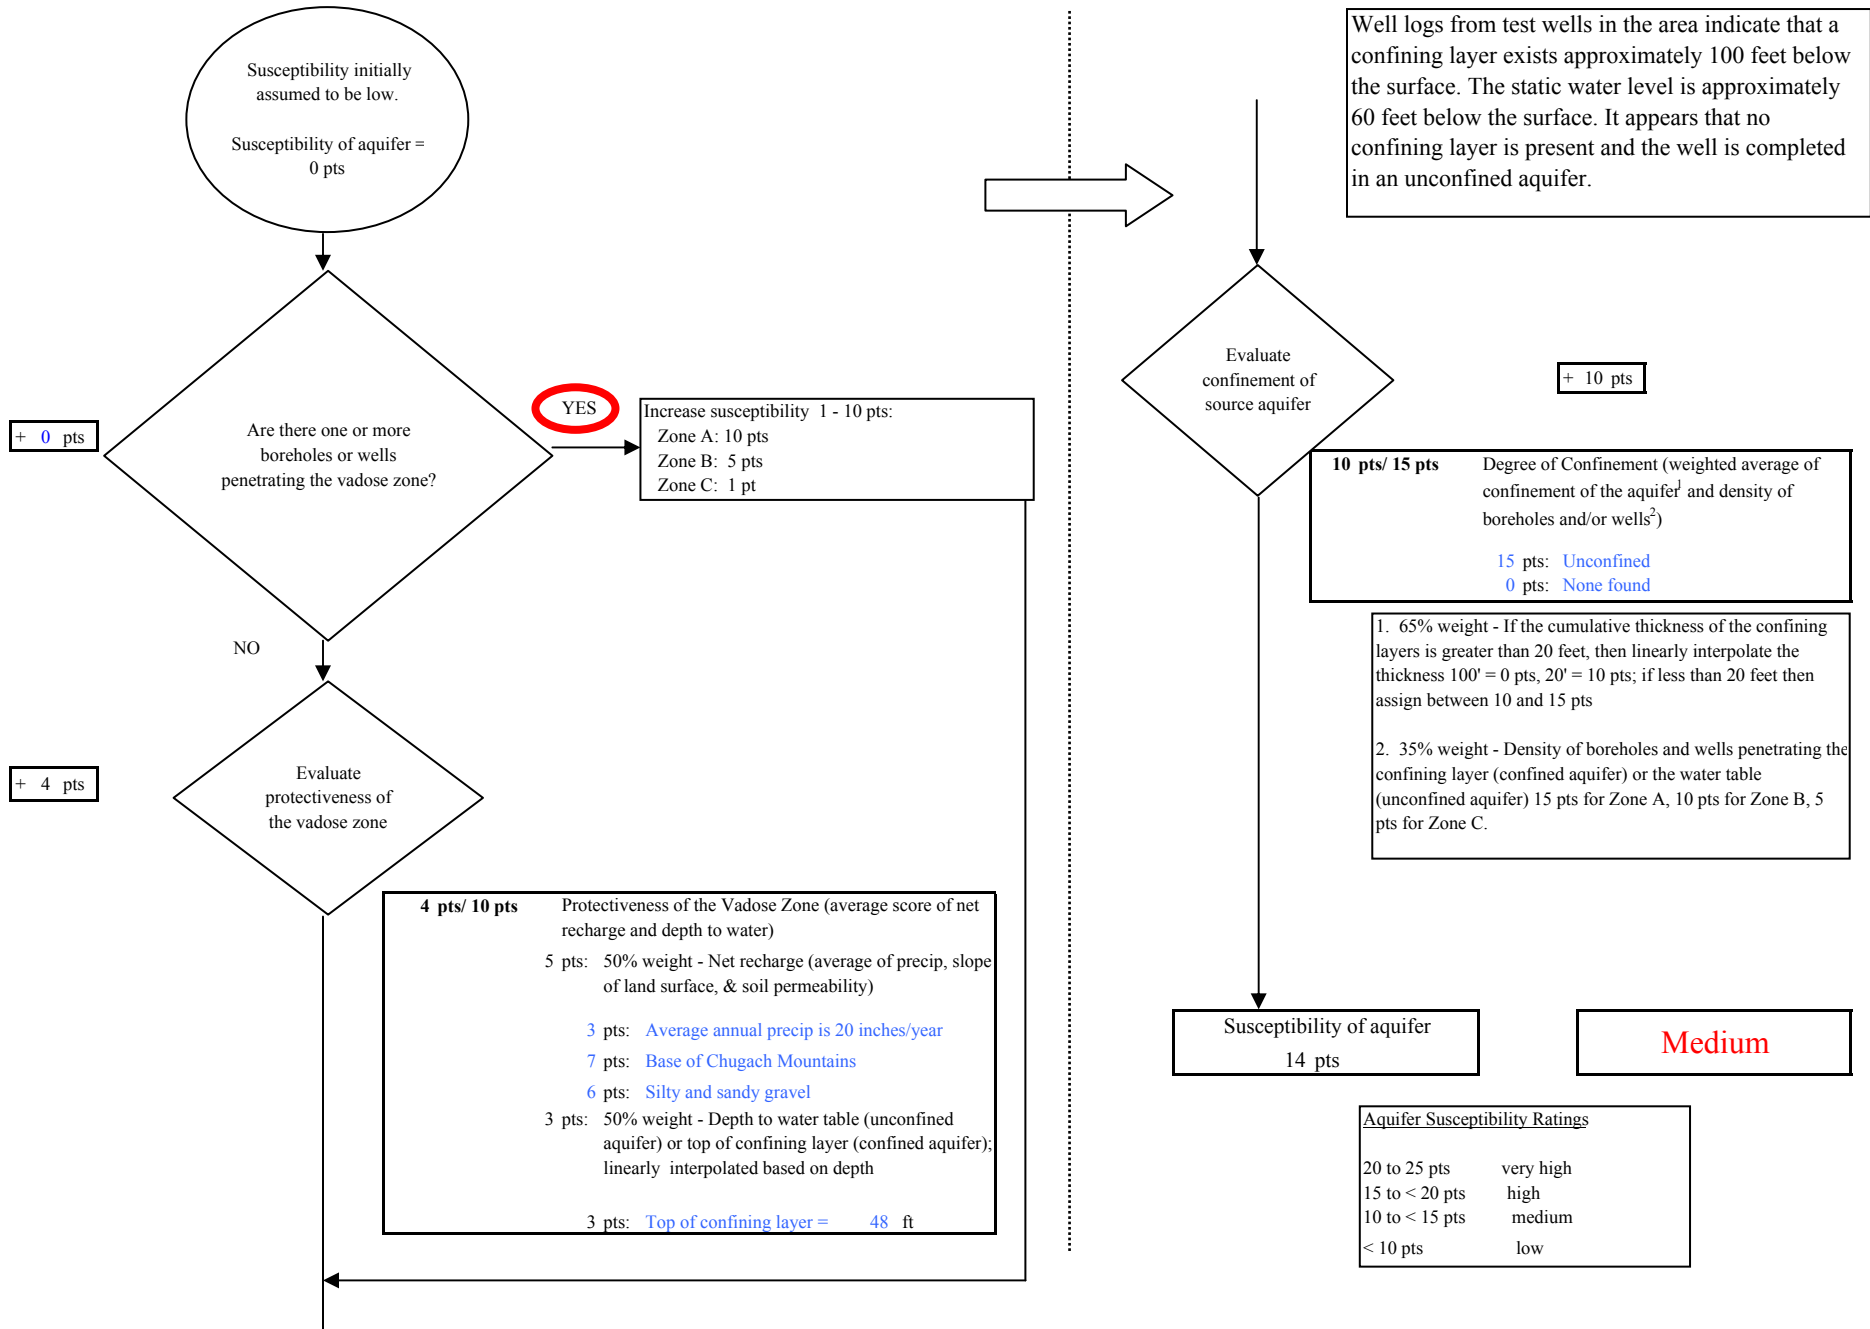 Susceptibility initially
assumed to be low.
Susceptibility of aquifer =
0 pts
Are there one or more
boreholes or wells
penetrating the vadose zone?
+ 0 pts
YES
Increase susceptibility 1 - 10 pts:
Zone A: 10 pts
Zone B: 5 pts
Zone C: 1 pt
NO
Evaluate
protectiveness of
the vadose zone
+ 4 pts
4 pts/ 10 pts Protectiveness of the Vadose Zone (average score of net
recharge and depth to water)
5 pts: 50% weight - Net recharge (average of precip, slope
of land surface, & soil permeability)
3 pts: Average annual precip is 20 inches/year
7 pts: Base of Chugach Mountains
6 pts: Silty and sandy gravel
3 pts: 50% weight - Depth to water table (unconfined
aquifer) or top of confining layer (confined aquifer);
linearly interpolated based on depth
3 pts: Top of confining layer = 48 ft
Well logs from test wells in the area indicate that a
confining layer exists approximately 100 feet below
the surface. The static water level is approximately
60 feet below the surface. It appears that no
confining layer is present and the well is completed
in an unconfined aquifer.
Evaluate
confinement of
source aquifer
+ 10 pts
10 pts/ 15 pts Degree of Confinement (weighted average of
confinement of the aquifer1 and density of
boreholes and/or wells2)
15 pts: Unconfined
0 pts: None found
1. 65% weight - If the cumulative thickness of the confining
layers is greater than 20 feet, then linearly interpolate the
thickness 100' = 0 pts, 20' = 10 pts; if less than 20 feet then
assign between 10 and 15 pts
2. 35% weight - Density of boreholes and wells penetrating the
confining layer (confined aquifer) or the water table
(unconfined aquifer) 15 pts for Zone A, 10 pts for Zone B, 5
pts for Zone C.
Susceptibility of aquifer
14 pts
Medium
Aquifer Susceptibility Ratings
20 to 25 pts very high
15 to < 20 pts high
10 to < 15 pts medium
< 10 pts low